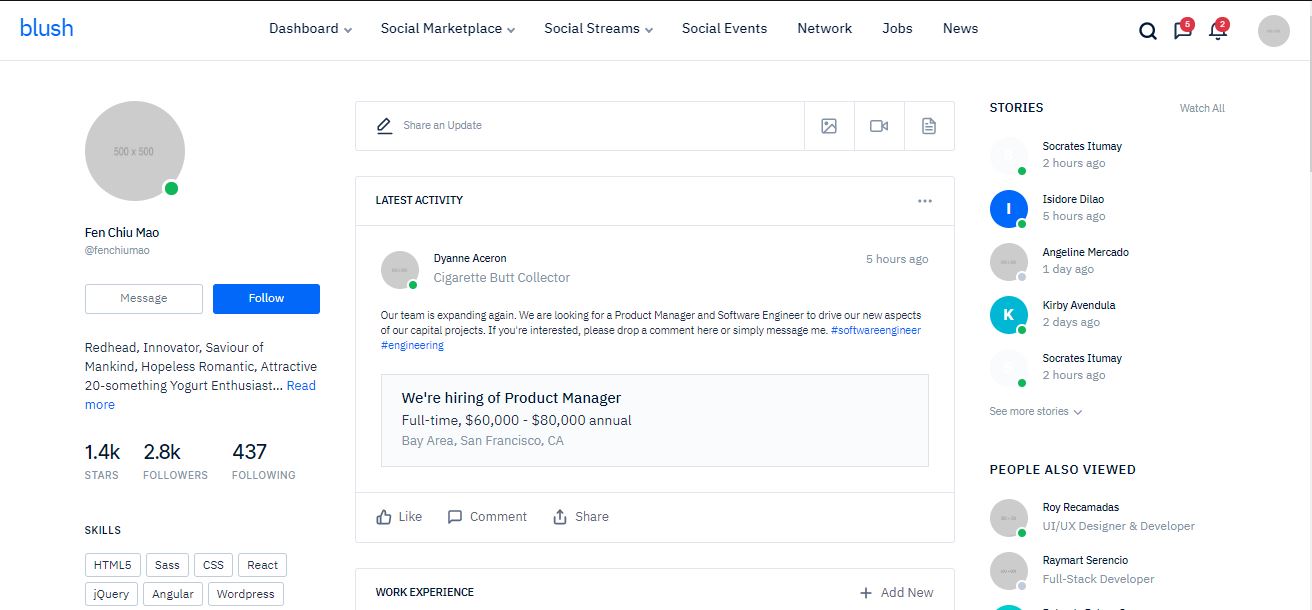 blush
Dashboard
Social Marketplace
Social Streams
Social Events
Network
Jobs
News
5
2
500 x 500
Fen Chiu Mao
@fenchiumao
Message
Follow
Redhead, Innovator, Saviour of
Mankind, Hopeless Romantic, Attractive
20-something Yogurt Enthusiast... Read
more
1.4k 2.8k 437
STARS FOLLOWERS FOLLOWING
SKILLS
HTML5 Sass CSS React
jQuery Angular Wordpress
Share an Update
LATEST ACTIVITY
Dyanne Aceron
5 hours ago
Cigarette Butt Collector
Our team is expanding again. We are looking for a Product Manager and Software Engineer to drive our new aspects
of our capital projects. If you're interested, please drop a comment here or simply message me. #softwareengineer
#engineering
We're hiring of Product Manager
Full-time, $60,000 - $80,000 annual
Bay Area, San Francisco, CA
Like
Comment
Share
WORK EXPERIENCE
Add New
STORIES
Watch All
Socrates Itumay
2 hours ago
I
Isidore Dilao
5 hours ago
Angeline Mercado
1 day ago
K
Kirby Avendula
2 days ago
Socrates Itumay
2 hours ago
See more stories
PEOPLE ALSO VIEWED
Roy Recamadas
UI/UX Designer & Developer
Raymart Serencio
Full-Stack Developer